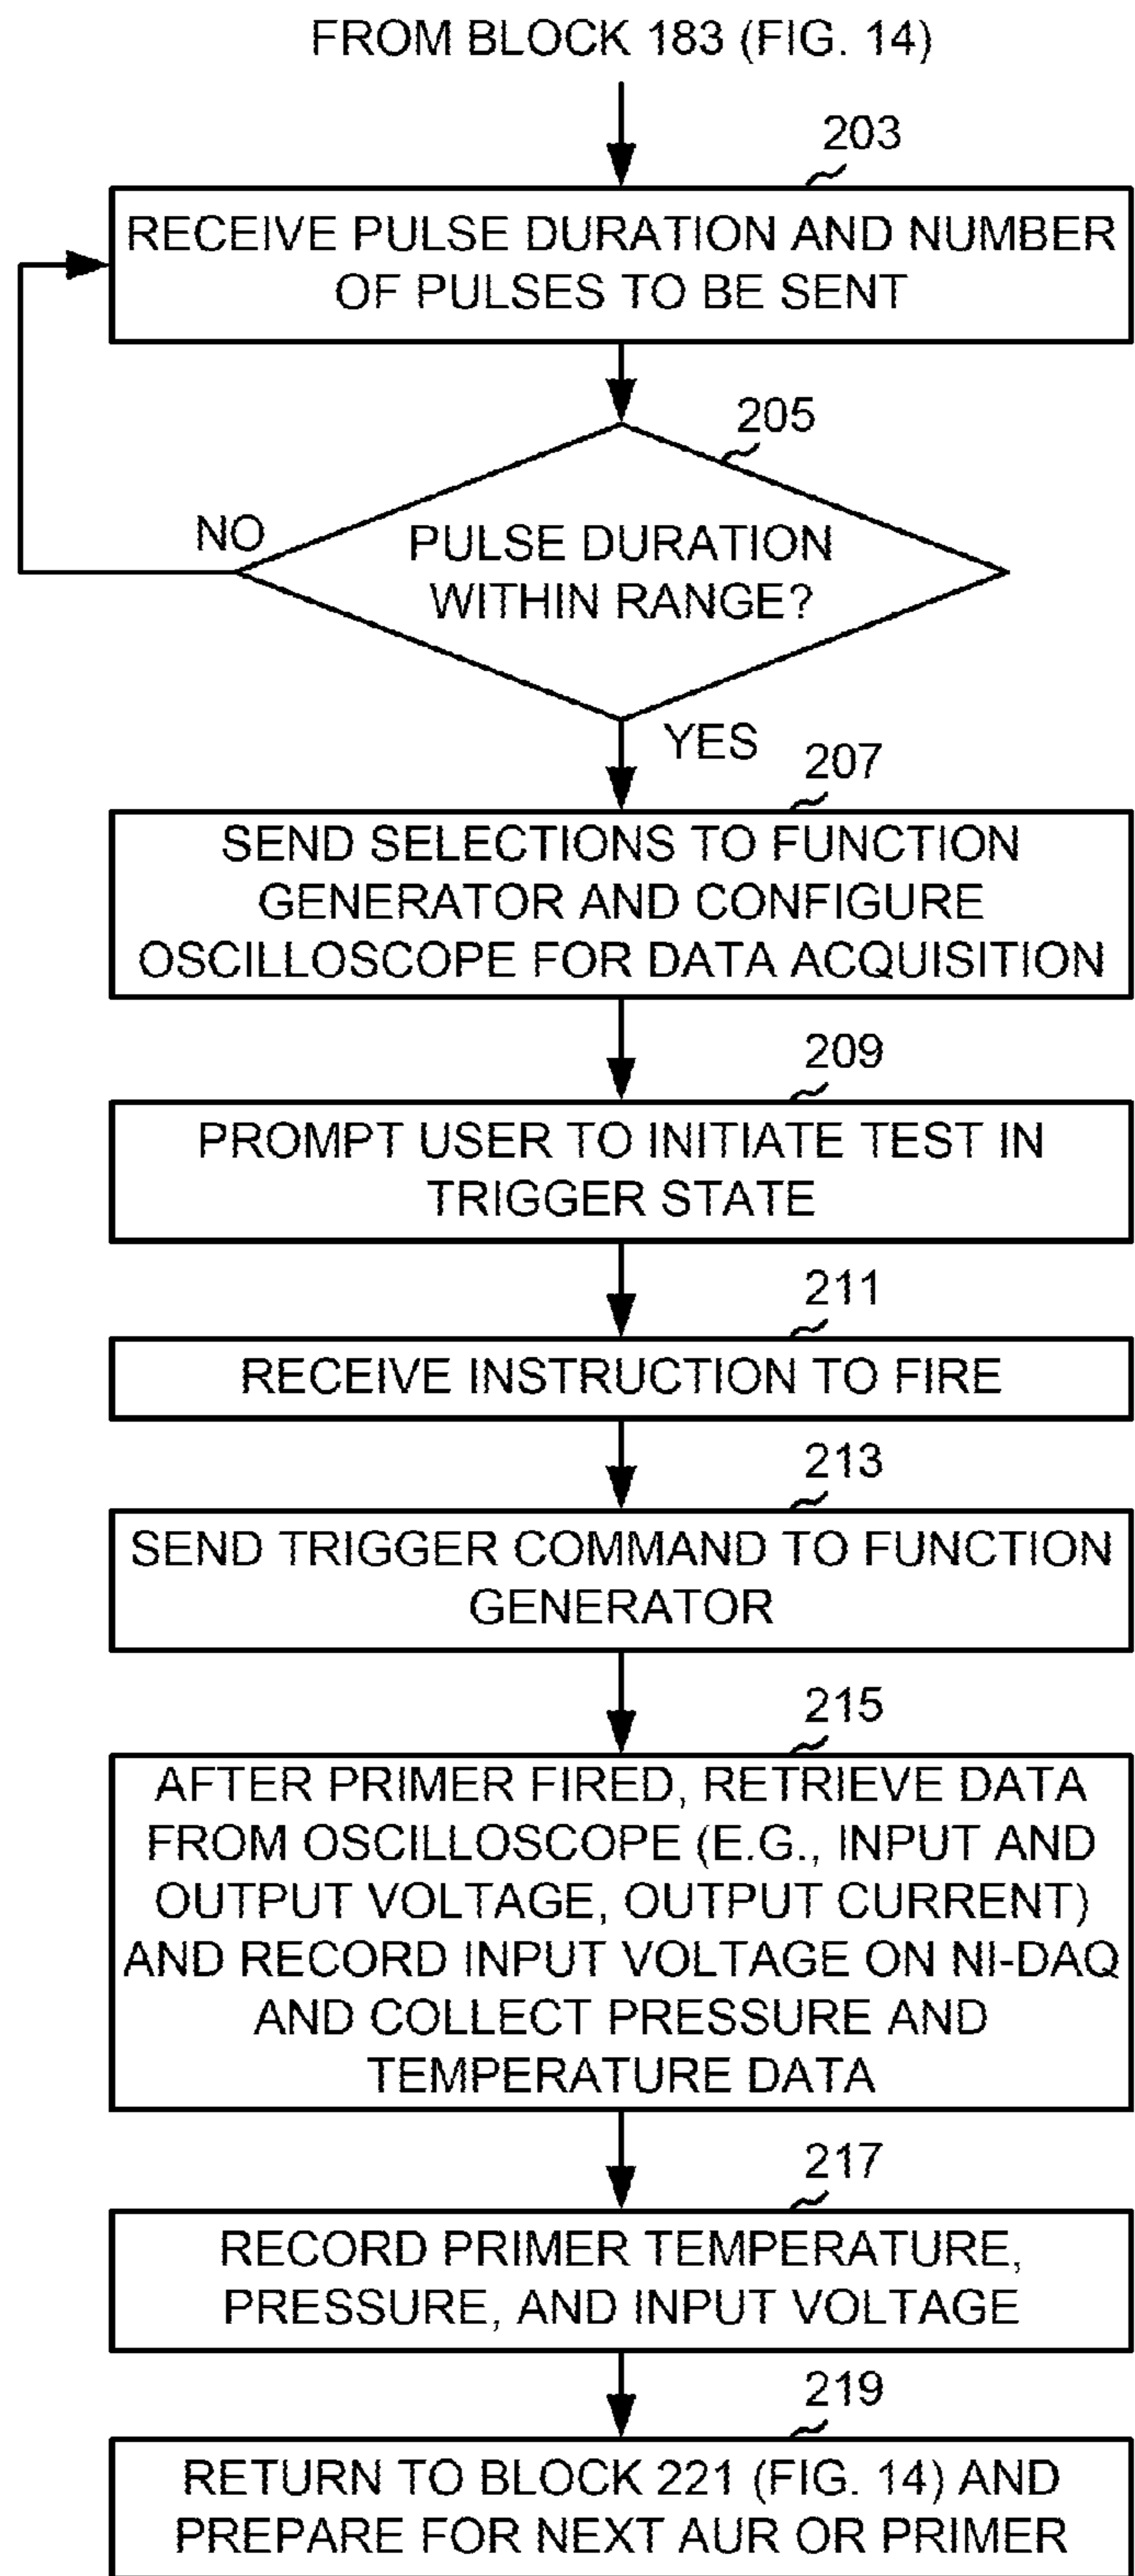 FROM BLOCK 183 (FIG. 14)
203
RECEIVE PULSE DURATION AND NUMBER
OF PULSES TO BE SENT
205
NO
PULSE DURATION
WITHIN RANGE?
YES
207
SEND SELECTIONS TO FUNCTION
GENERATOR AND CONFIGURE
OSCILLOSCOPE FOR DATA ACQUISITION
209
PROMPT USER TO INITIATE TEST IN
TRIGGER STATE
211
RECEIVE INSTRUCTION TO FIRE
213
SEND TRIGGER COMMAND TO FUNCTION
GENERATOR
215
AFTER PRIMER FIRED, RETRIEVE DATA
FROM OSCILLOSCOPE (E.G., INPUT AND
OUTPUT VOLTAGE, OUTPUT CURRENT)
AND RECORD INPUT VOLTAGE ON NI-DAQ
AND COLLECT PRESSURE AND
TEMPERATURE DATA
217
RECORD PRIMER TEMPERATURE,
PRESSURE, AND INPUT VOLTAGE
219
RETURN TO BLOCK 221 (FIG. 14) AND
PREPARE FOR NEXT AUR OR PRIMER